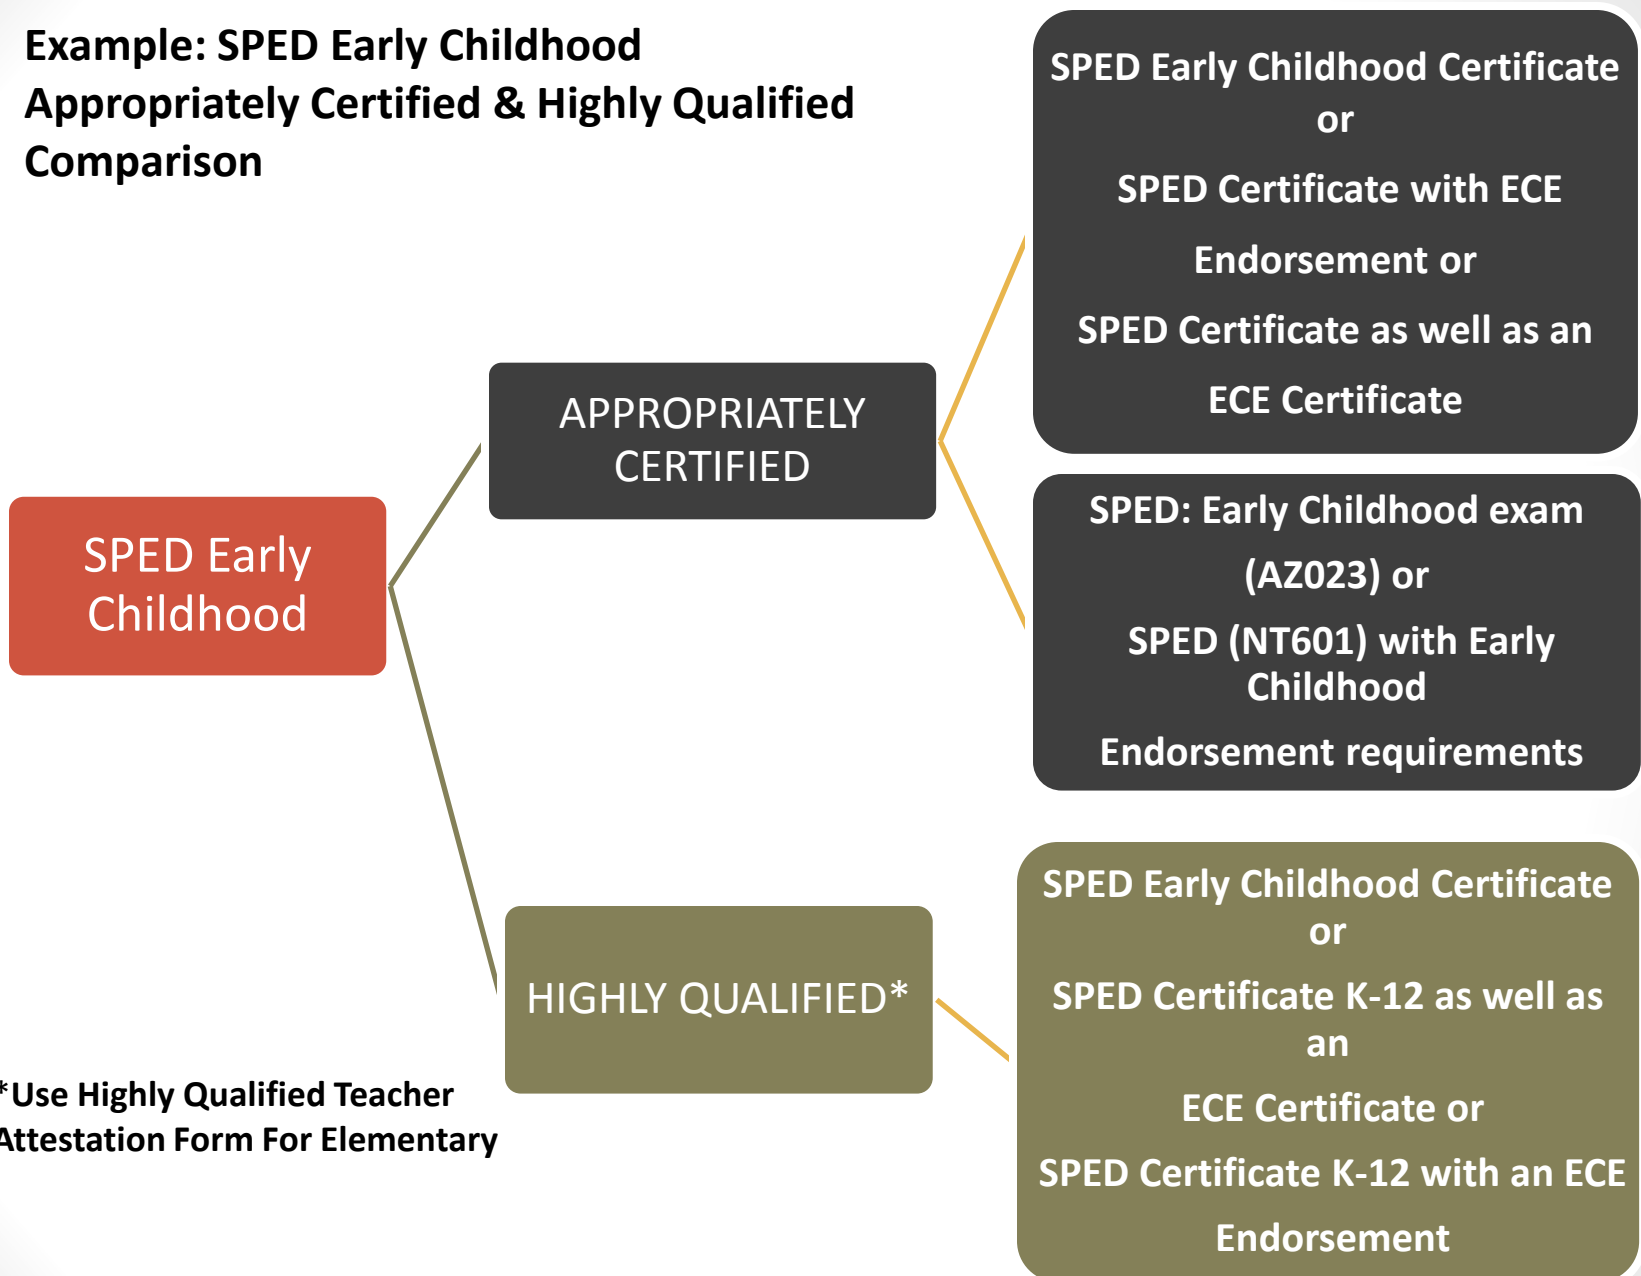 Example: SPED Early Childhood
Appropriately Certified & Highly Qualified
Comparison
SPED Early
Childhood
APPROPRIATELY
CERTIFIED
SPED Early Childhood Certificate
or
SPED Certificate with ECE
Endorsement or
SPED Certificate as well as an
ECE Certificate
SPED: Early Childhood exam
(AZ023) or
SPED (NT601) with Early
Childhood
Endorsement requirements
HIGHLY QUALIFIED*
SPED Early Childhood Certificate
or
SPED Certificate K-12 as well as
an
ECE Certificate or
SPED Certificate K-12 with an ECE
Endorsement
*Use Highly Qualified Teacher
Attestation Form For Elementary